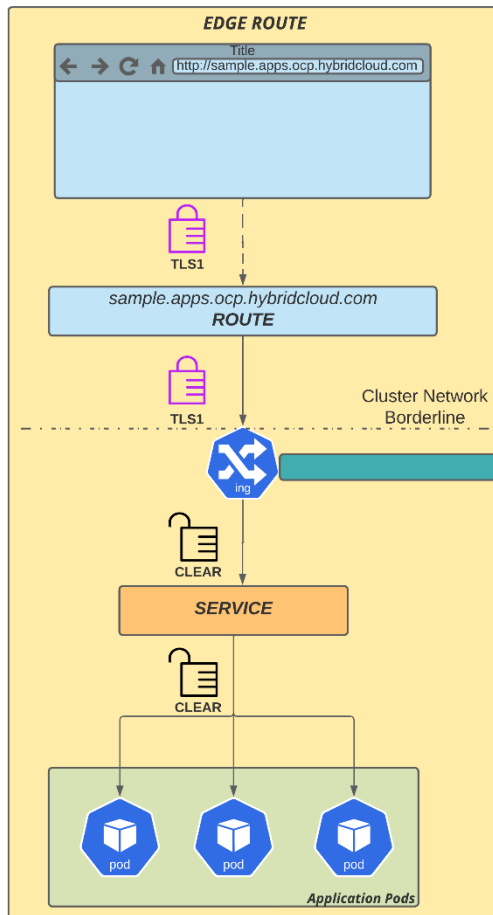 EDGE ROUTE
Title
http://sample.apps.ocp.hybridcloud.com
TLS1
sample.apps.ocp.hybridcloud.com
ROUTE
TLS1
Cluster Network
Borderline
ing
CLEAR
SERVICE
CLEAR
pod
pod
pod
Application Pods